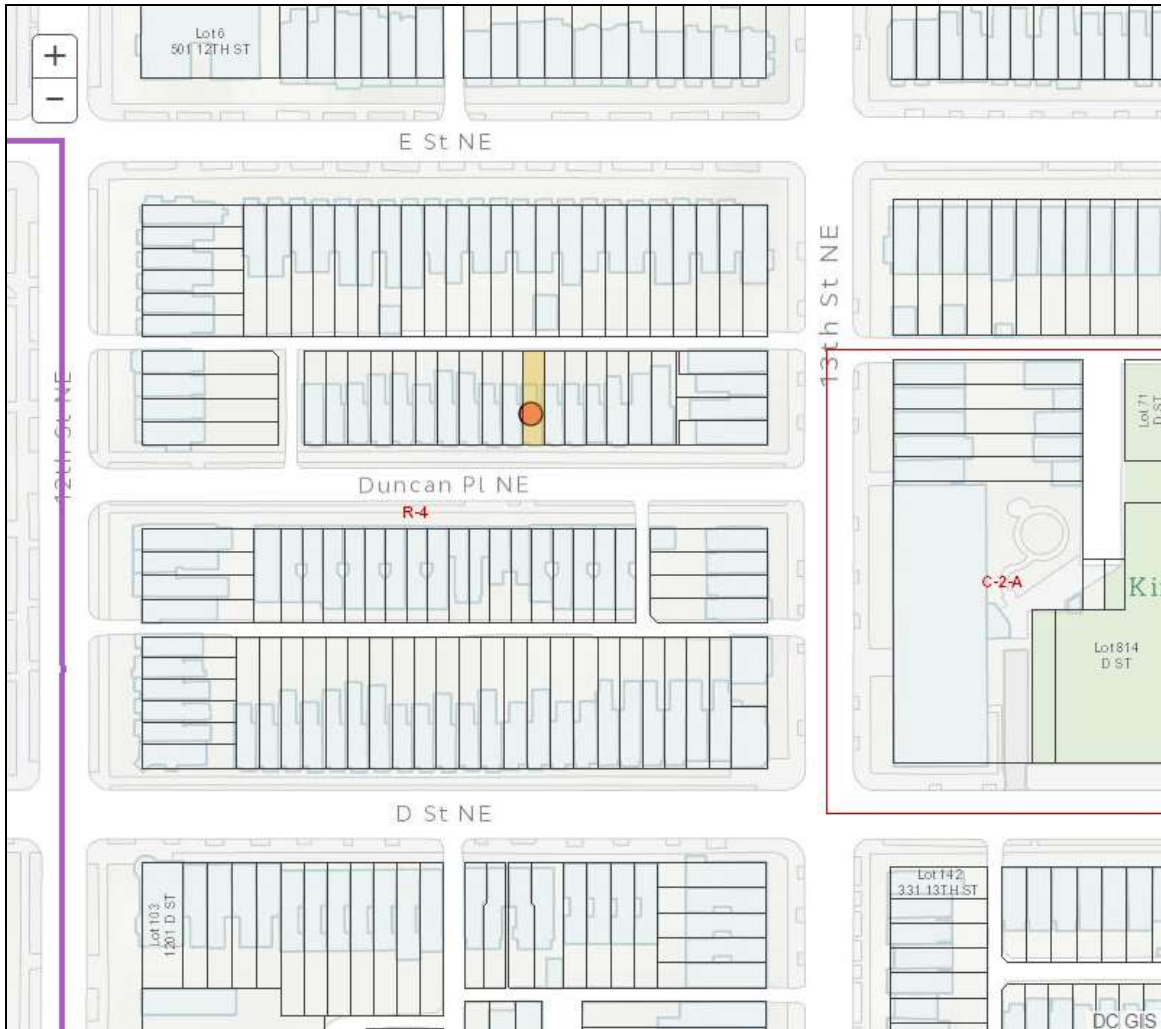 +
−
Lot 6
501 12TH ST
E St NE
13th St NE
12th St NE
Lot 71
D ST
Duncan Pl NE
R-4
C-2-A
Ki
Lot 814
D ST
D St NE
Lot 103
1201 D ST
Lot 142
331 13TH ST
DC GIS